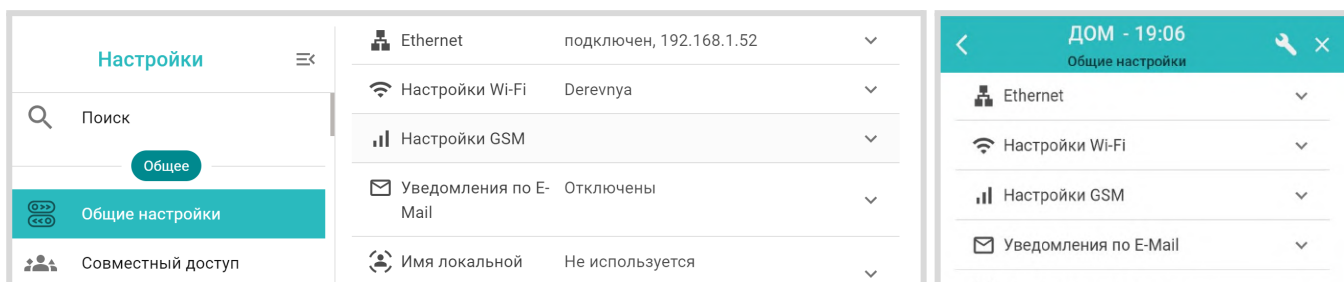 Настройки
Поиск
Общее
Общие настройки
Совместный доступ
Ethernet подключен, 192.168.1.52
Настройки Wi-Fi Derevnya
Настройки GSM
Уведомления по E- Отключены
Mail
Имя локальной Не используется
ДОМ - 19:06
Общие настройки
Ethernet
Настройки Wi-Fi
Настройки GSM
Уведомления по E-Mail